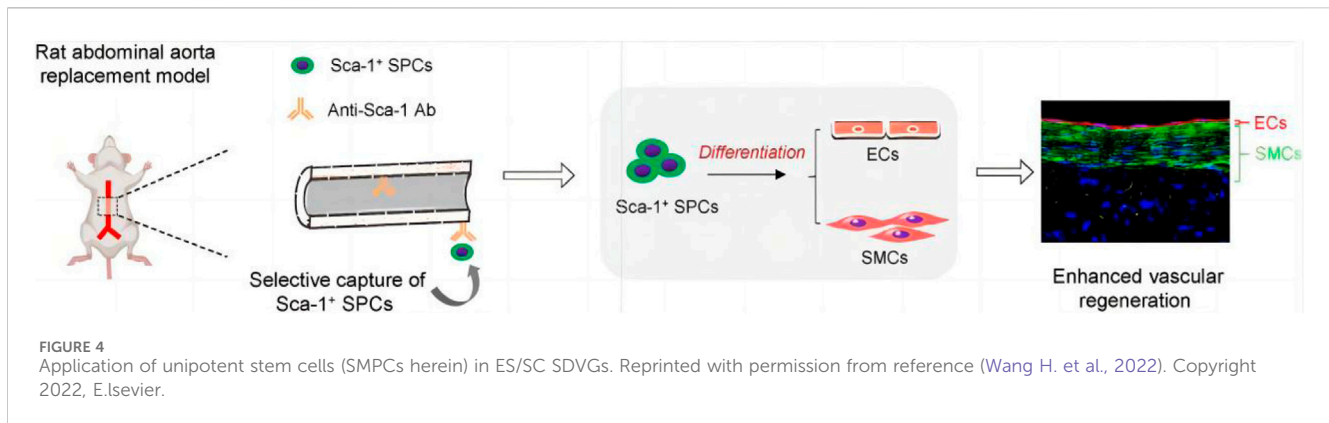 Rat abdominal aorta
replacement model
Sca-1⁺ SPCs
Anti-Sca-1 Ab
Selective capture of
Sca-1⁺ SPCs
Sca-1⁺ SPCs
Differentiation
ECs
SMCs
ECs
SMCs
Enhanced vascular
regeneration
FIGURE 4
Application of unipotent stem cells (SMPCs herein) in ES/SC SDVGs. Reprinted with permission from reference (Wang H. et al., 2022). Copyright
2022, E.lsevier.